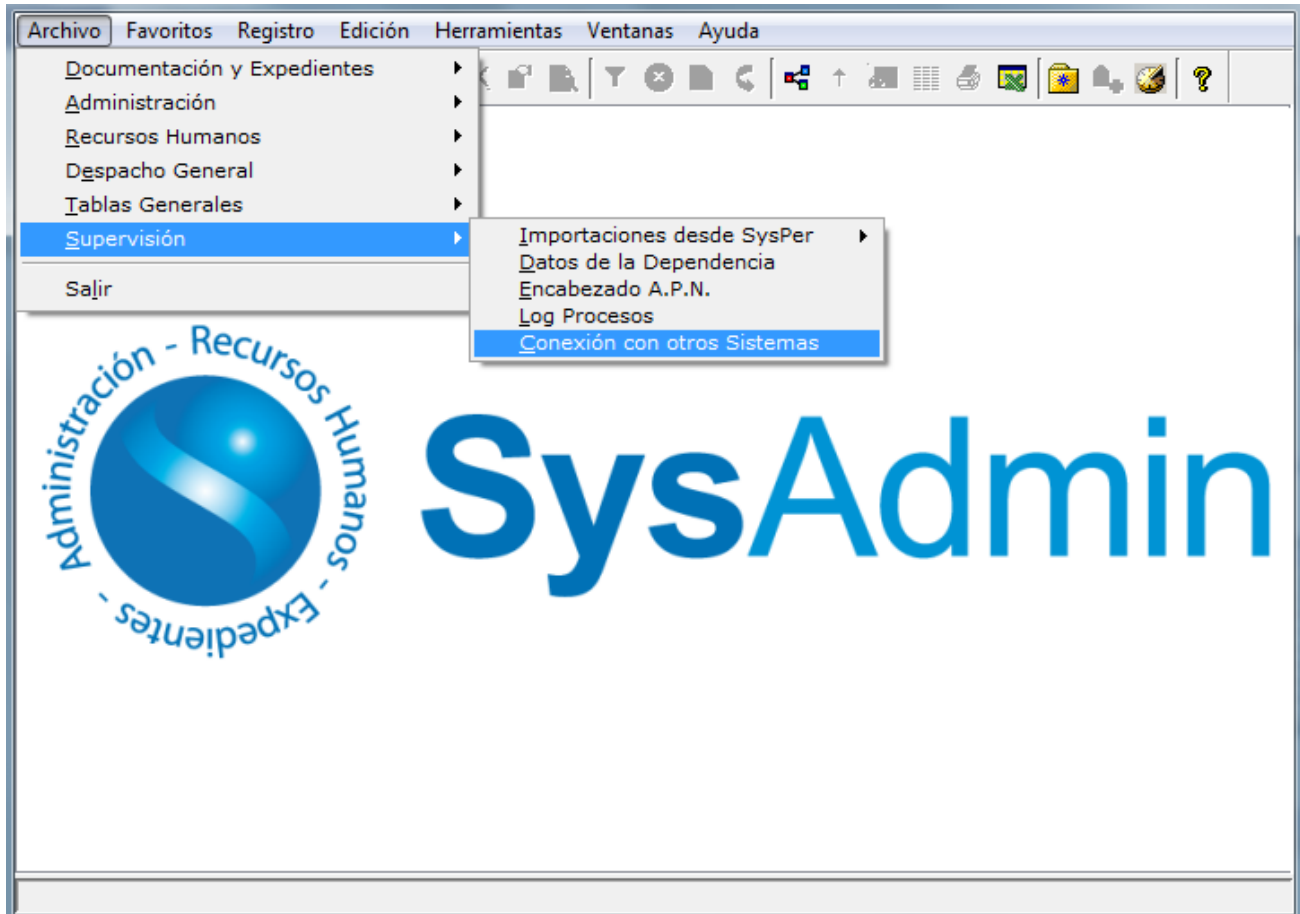 Archivo Favoritos Registro Edición Herramientas Ventanas Ayuda
Documentación y Expedientes
Administración
Recursos Humanos
Despacho General
Tablas Generales
Supervisión
Salir
Importaciones desde SysPer
Datos de la Dependencia
Encabezado A.P.N.
Log Procesos
Conexión con otros Sistemas
Administración - Recursos Humanos - Expedientes -
SysAdmin